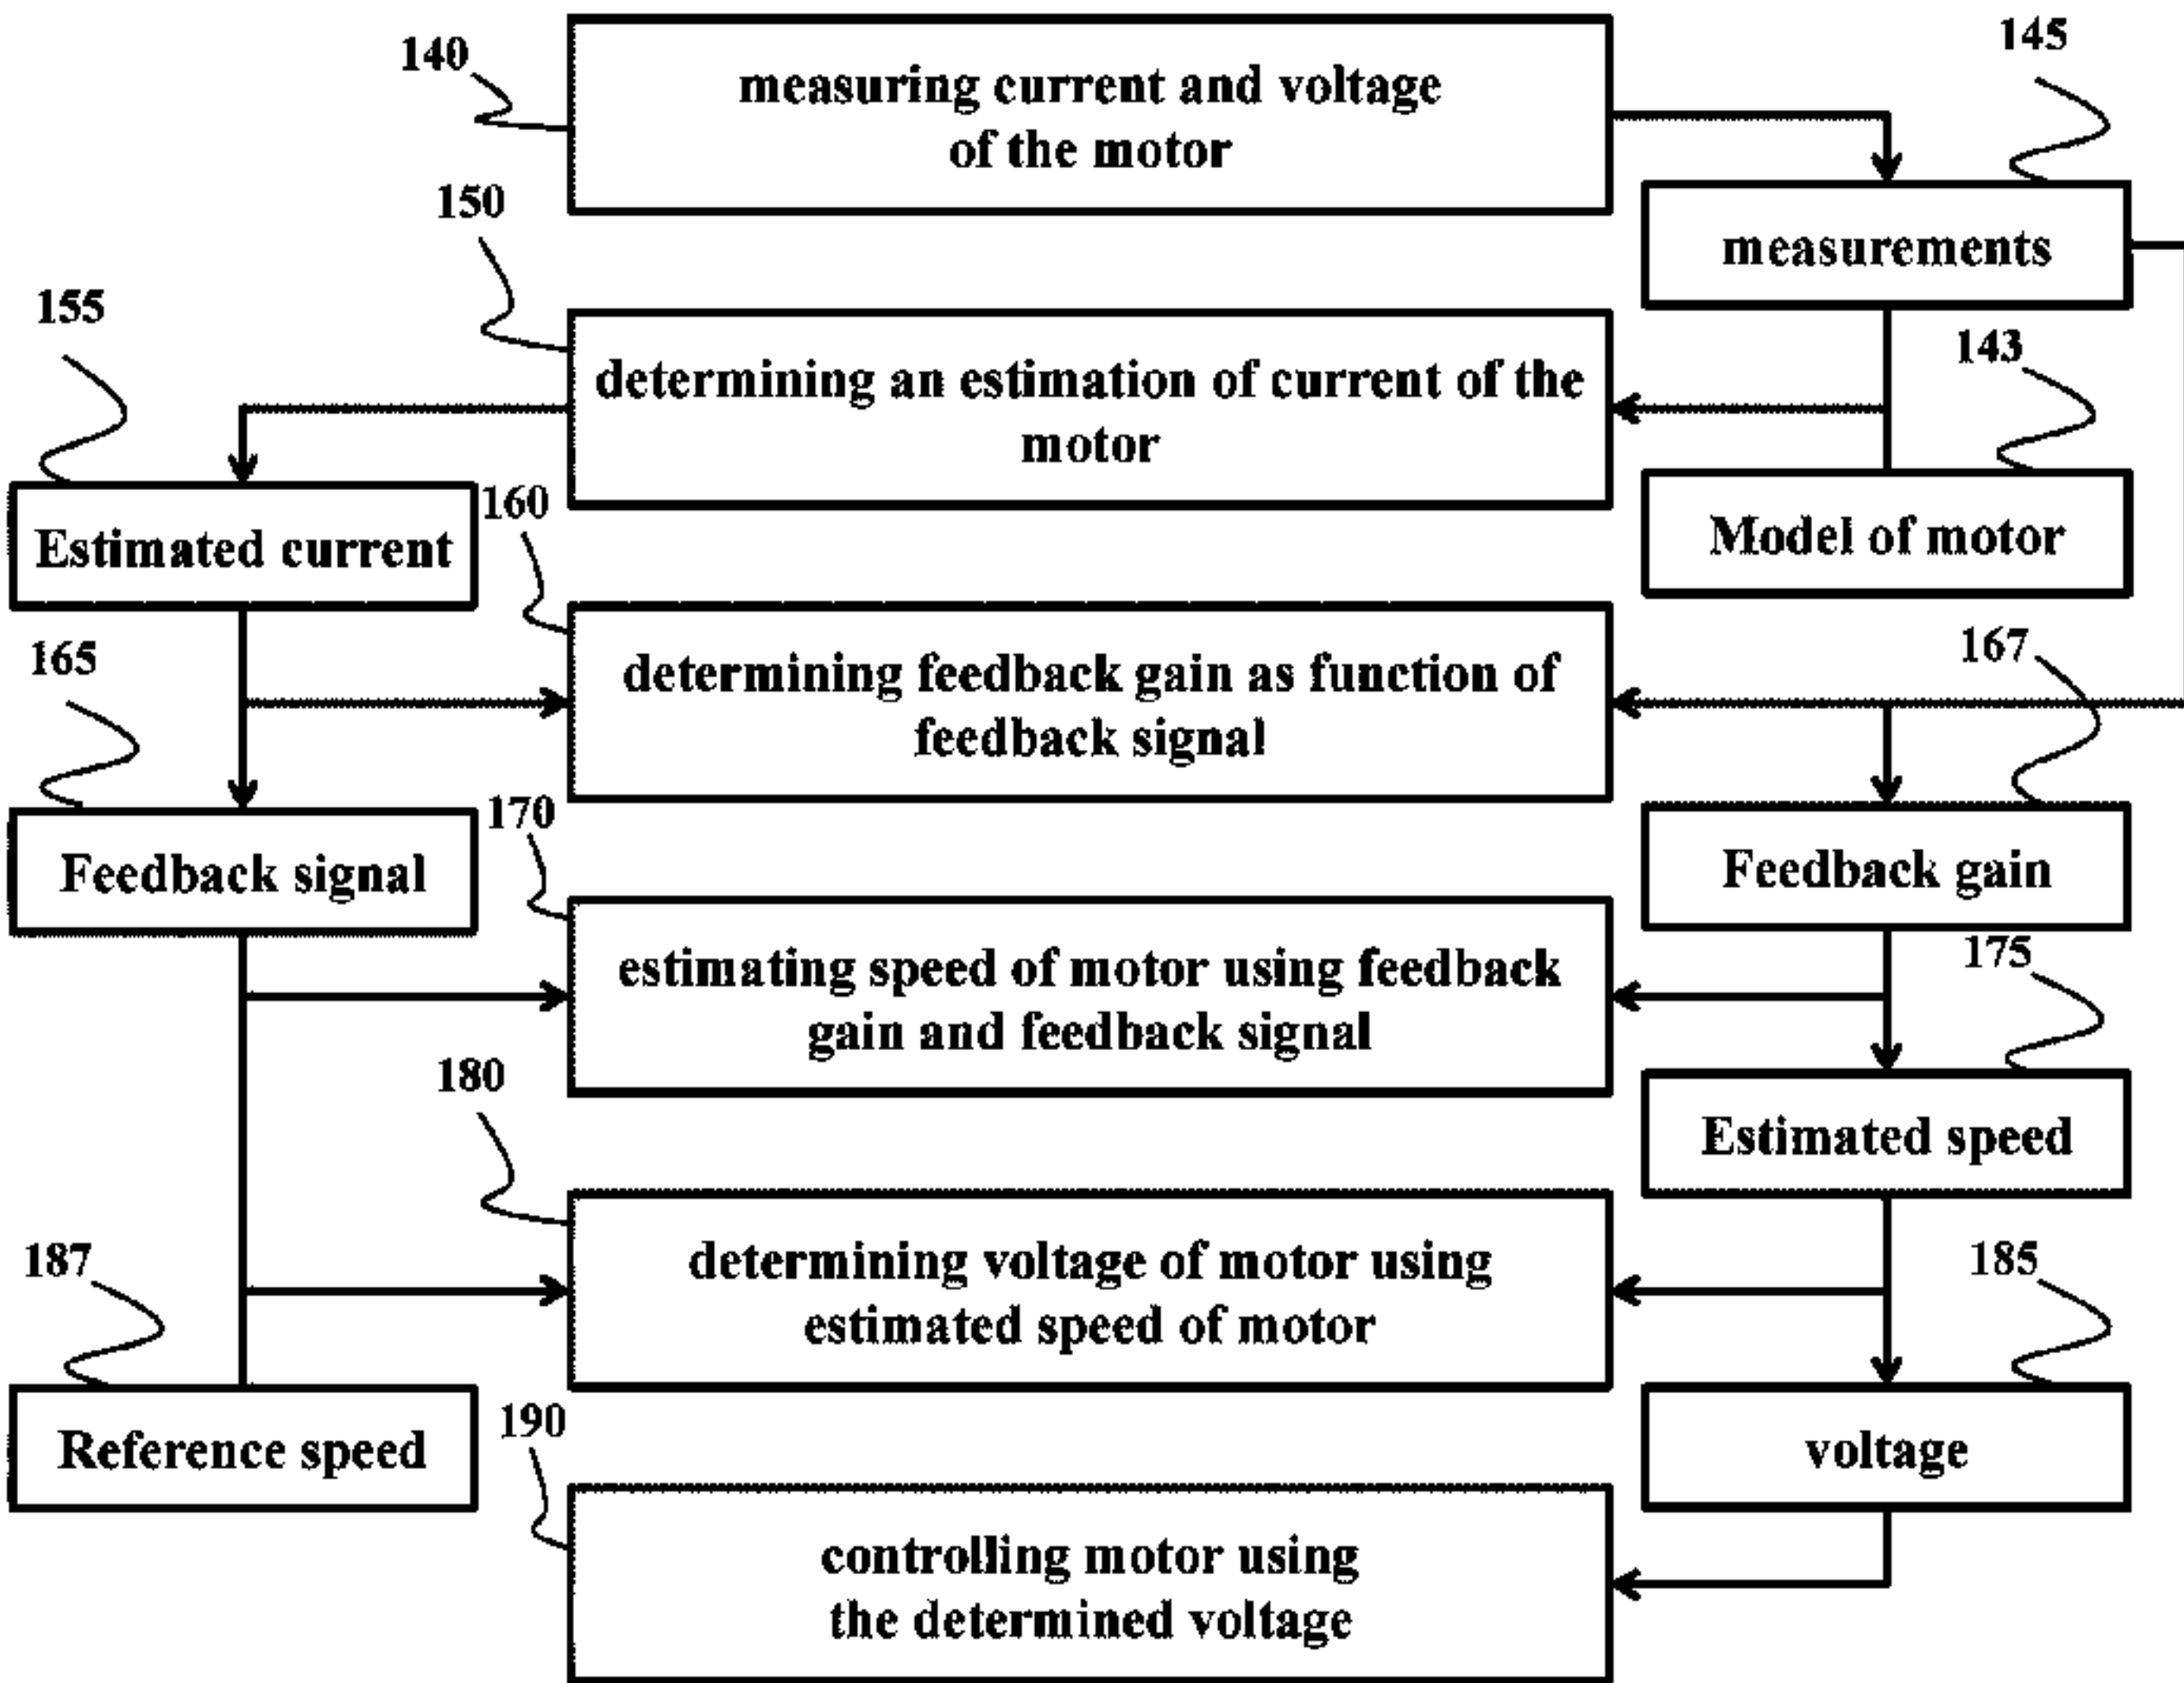 140
measuring current and voltage
of the motor
145
measurements
150
determining an estimation of current of the
motor
155
Estimated current
143
Model of motor
160
determining feedback gain as function of
feedback signal
165
Feedback signal
167
Feedback gain
170
estimating speed of motor using feedback
gain and feedback signal
175
Estimated speed
180
determining voltage of motor using
estimated speed of motor
187
Reference speed
185
voltage
190
controlling motor using
the determined voltage